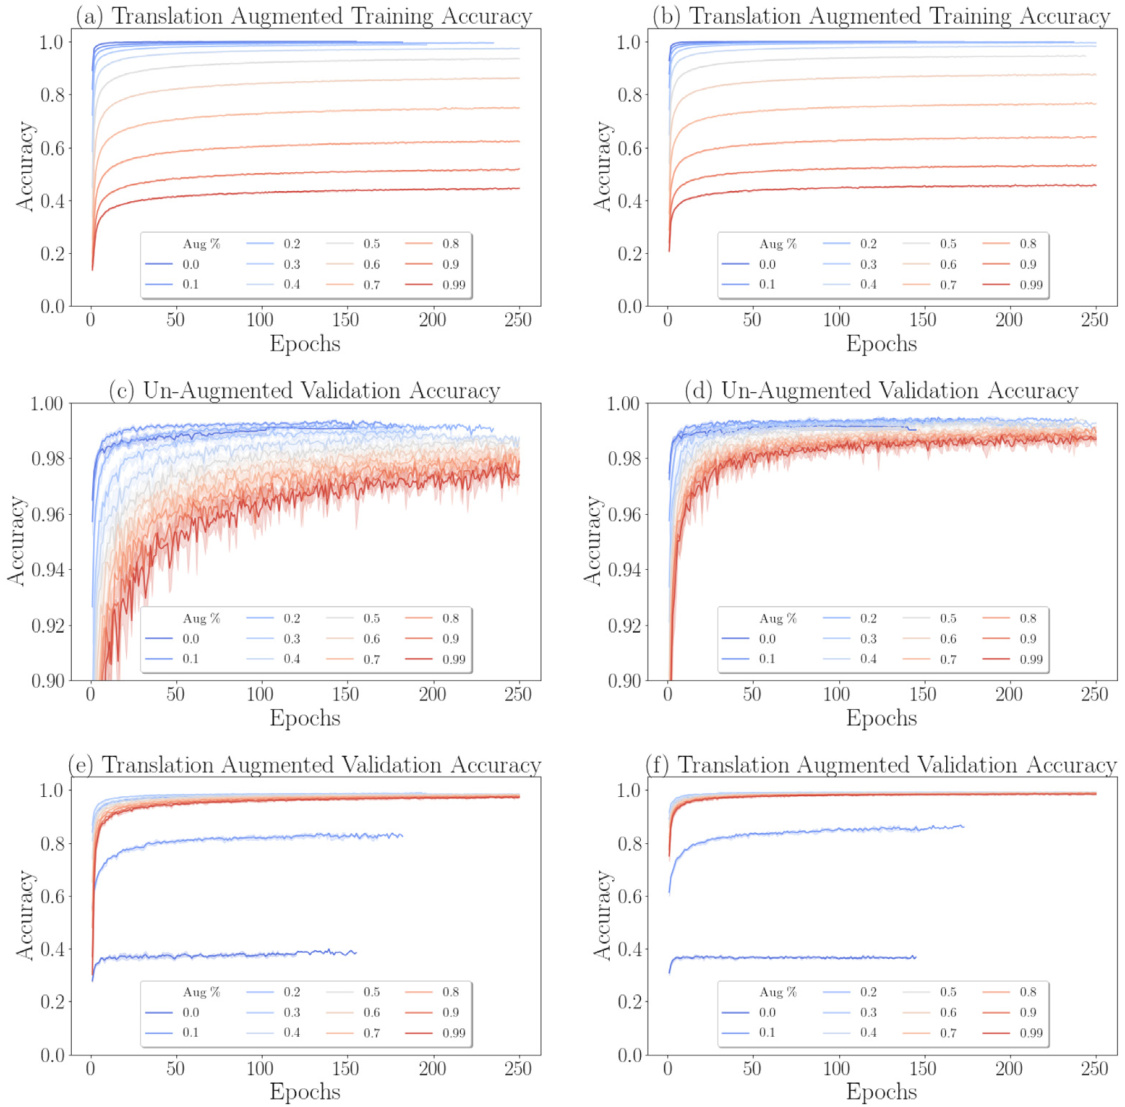 (a) Translation Augmented Training Accuracy
1.0
0.8
0.6
0.4
0.2
0.0
Accuracy
Aug % 0.2 0.5 0.8
0.0 0.3 0.6 0.9
0.1 0.4 0.7 0.99
0 50 100 150 200 250
Epochs
(b) Translation Augmented Training Accuracy
1.0
0.8
0.6
0.4
0.2
0.0
Accuracy
Aug % 0.2 0.5 0.8
0.0 0.3 0.6 0.9
0.1 0.4 0.7 0.99
0 50 100 150 200 250
Epochs
(c) Un-Augmented Validation Accuracy
1.00
0.98
0.96
0.94
0.92
0.90
Accuracy
Aug % 0.2 0.5 0.8
0.0 0.3 0.6 0.9
0.1 0.4 0.7 0.99
0 50 100 150 200 250
Epochs
(d) Un-Augmented Validation Accuracy
1.00
0.98
0.96
0.94
0.92
0.90
Accuracy
Aug % 0.2 0.5 0.8
0.0 0.3 0.6 0.9
0.1 0.4 0.7 0.99
0 50 100 150 200 250
Epochs
(e) Translation Augmented Validation Accuracy
1.0
0.8
0.6
0.4
0.2
0.0
Accuracy
Aug % 0.2 0.5 0.8
0.0 0.3 0.6 0.9
0.1 0.4 0.7 0.99
0 50 100 150 200 250
Epochs
(f) Translation Augmented Validation Accuracy
1.0
0.8
0.6
0.4
0.2
0.0
Accuracy
Aug % 0.2 0.5 0.8
0.0 0.3 0.6 0.9
0.1 0.4 0.7 0.99
0 50 100 150 200 250
Epochs